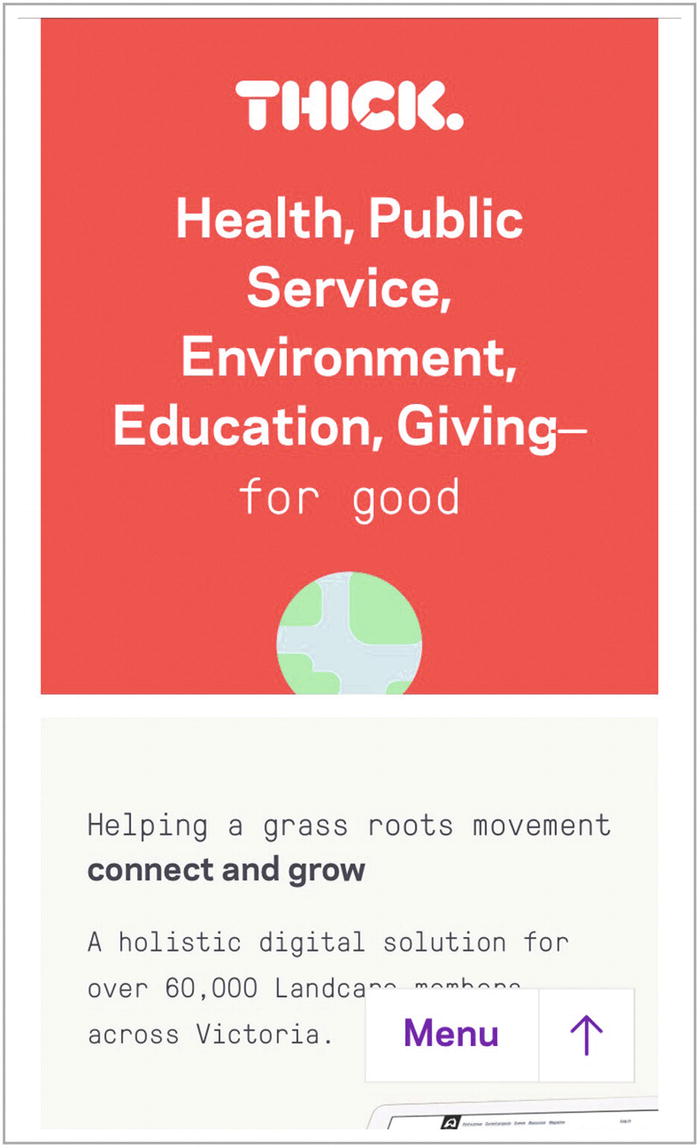 THICK.
Health, Public
Service,
Environment,
Education, Giving—
for good
Helping a grass roots movement
connect and grow
A holistic digital solution for
over 60,000 Landcare members
across Victoria.
Menu ↑